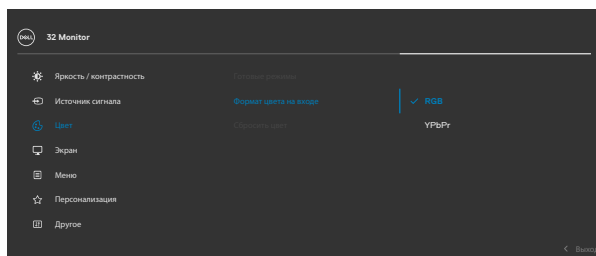 DELL 32 Monitor
Яркость / контрастность Готовые режимы
Источник сигнала Формат цвета на входе ✓ RGB
Цвет Сбросить цвет YPbPr
Экран
Меню
Персонализация
Другое
Выход